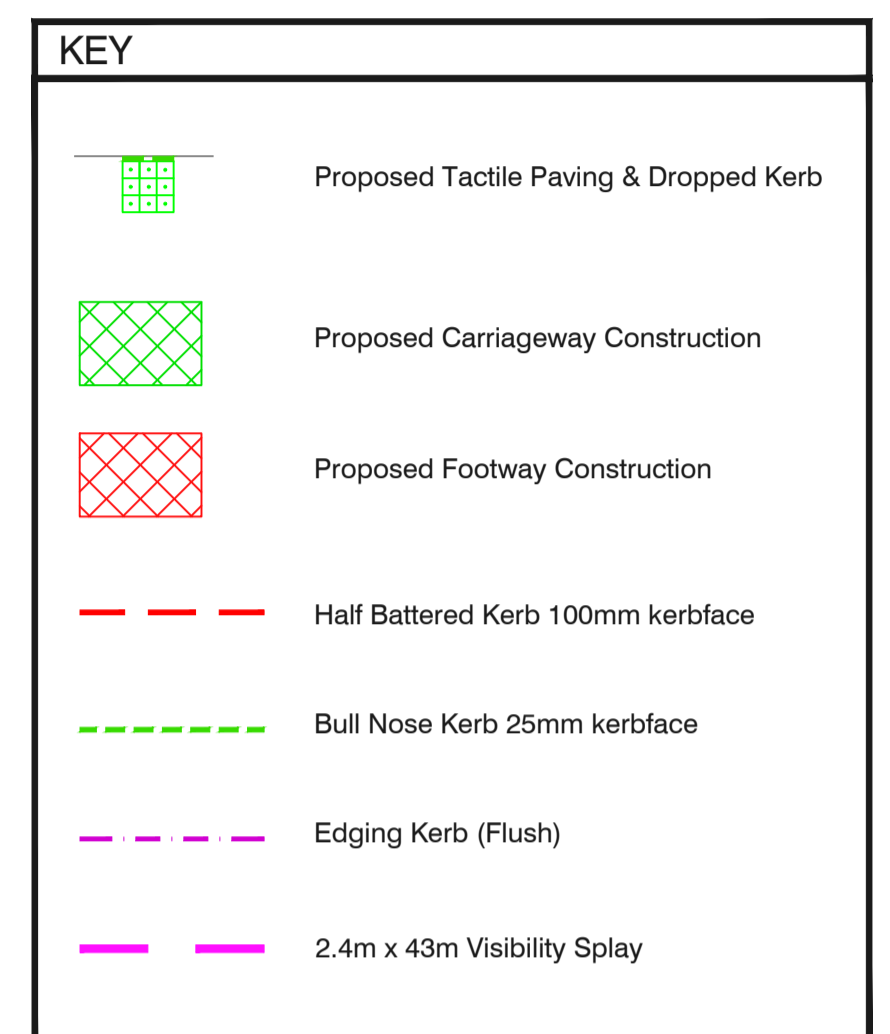 KEY
Proposed Tactile Paving & Dropped Kerb
Proposed Carriageway Construction
Proposed Footway Construction
Half Battered Kerb 100mm kerbface
Bull Nose Kerb 25mm kerbface
Edging Kerb (Flush)
2.4m x 43m Visibility Splay